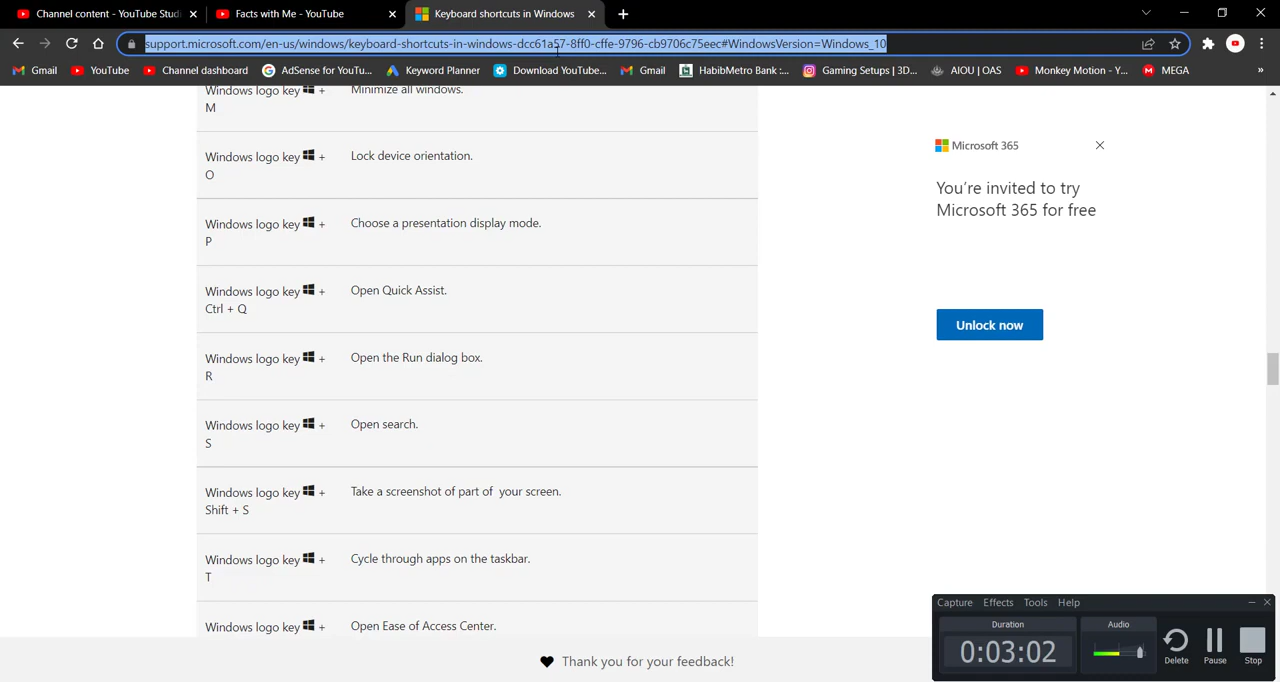 Channel content - YouTube Studi
Facts with Me - YouTube
Keyboard shortcuts in Windows
support.microsoft.com/en-us/windows/keyboard-shortcuts-in-windows-dcc61a57-8ff0-cffe-9796-cb9706c75eec#WindowsVersion=Windows_10
Gmail
YouTube
Channel dashboard
AdSense for YouTu...
Keyword Planner
Download YouTube...
Gmail
HabibMetro Bank :...
Gaming Setups | 3D...
AIOU | OAS
Monkey Motion - Y...
MEGA
»
Windows logo key +
M
Minimize all windows.
Windows logo key +
O
Lock device orientation.
Windows logo key +
P
Choose a presentation display mode.
Windows logo key +
Ctrl + Q
Open Quick Assist.
Windows logo key +
R
Open the Run dialog box.
Windows logo key +
S
Open search.
Windows logo key +
Shift + S
Take a screenshot of part of your screen.
Windows logo key +
T
Cycle through apps on the taskbar.
Windows logo key +
Open Ease of Access Center.
Microsoft 365
You're invited to try
Microsoft 365 for free
Unlock now
Thank you for your feedback!
Capture Effects Tools Help
Duration
0:03:02
Audio
Delete
Pause
Stop